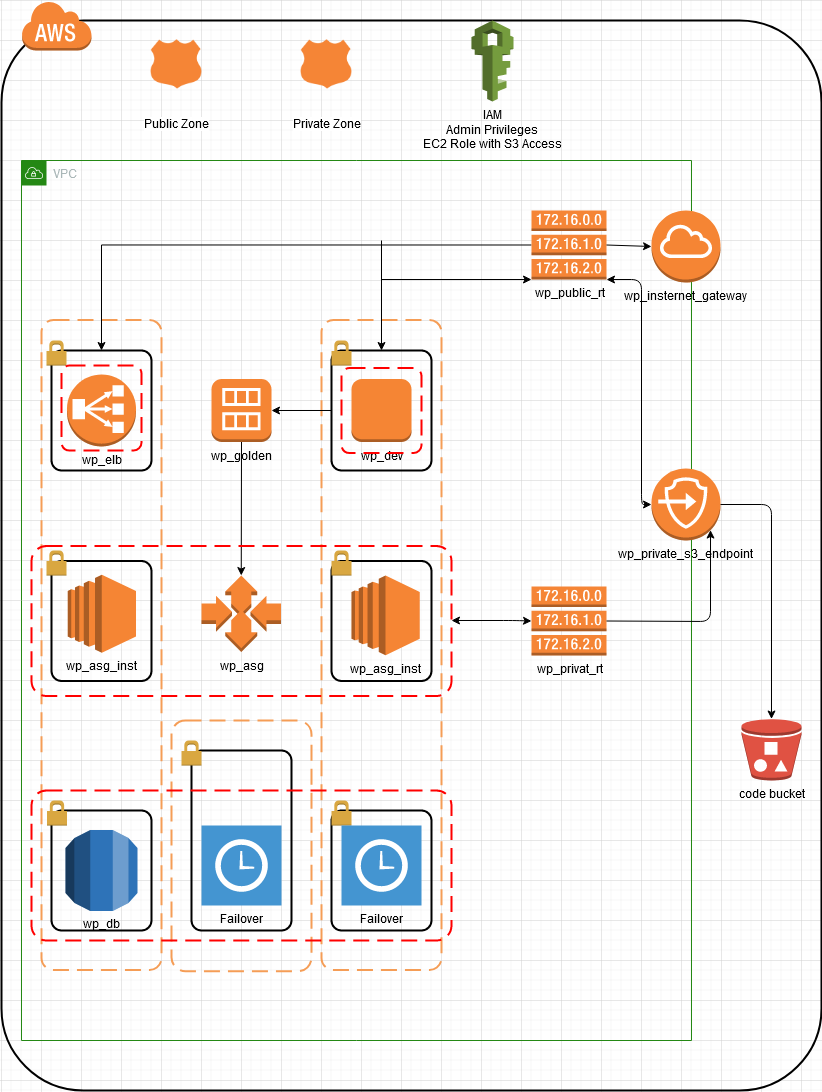 AWS
Public Zone
Private Zone
IAM
Admin Privileges
EC2 Role with S3 Access
VPC
172.16.0.0
172.16.1.0
172.16.2.0
wp_public_rt
wp_insternet_gateway
wp_elb
wp_golden
wp_dev
wp_private_s3_endpoint
172.16.0.0
172.16.1.0
172.16.2.0
wp_asg_inst
wp_asg
wp_asg_inst
wp_privat_rt
code bucket
wp_db
Failover
Failover